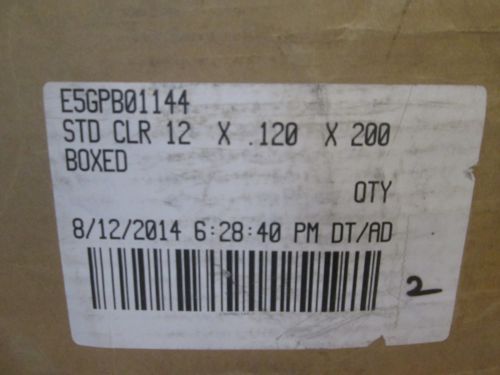 E5GPB01144
STD CLR 12 X .120 X 200
BOXED
QTY
8/12/2014 6:28:40 PM DT/AD
2